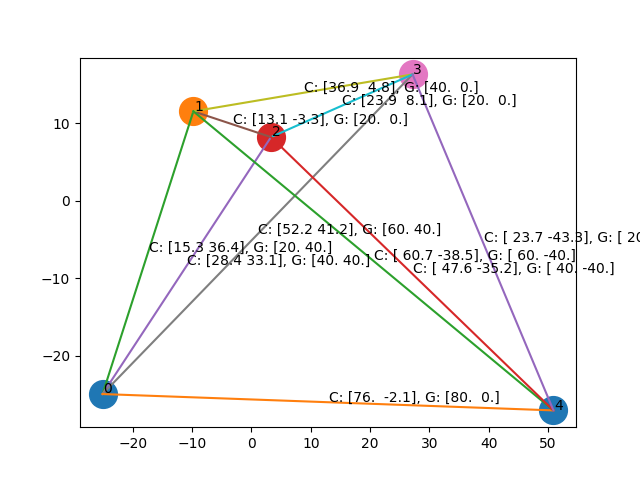 3
C: [36.9  4.8], G: [40.  0.]
C: [23.9  8.1], G: [20.  0.]
1
C: [13.1 -3.3], G: [20.  0.]
2
10
0
C: [52.2 41.2], G: [60. 40.]
C: [ 23.7 -43.3], G: [ 20
C: [15.3 36.4], G: [20. 40.]
C: [ 60.7 -38.5], G: [ 60. -40.]
C: [28.4 33.1], G: [40. 40.]
C: [ 47.6 -35.2], G: [ 40. -40.]
−10
−20
0
C: [76.  -2.1], G: [80.  0.]
4
−20 −10 0 10 20 30 40 50